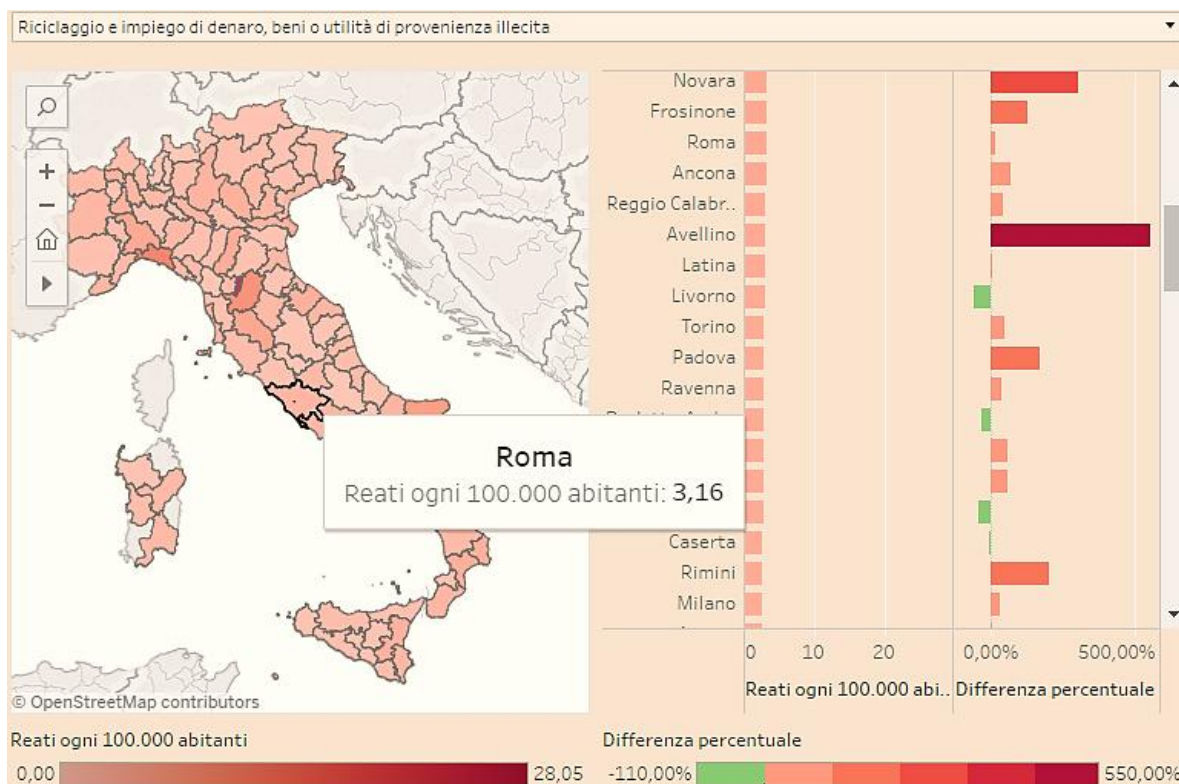 Riciclaggio e impiego di denaro, beni o utilità di provenienza illecita
Novara
Frosinone
Roma
Ancona
Reggio Calabr..
Avellino
Latina
Livorno
Torino
Padova
Ravenna
Roma
Reati ogni 100.000 abitanti: 3,16
Caserta
Rimini
Milano
0 10 20 0,00% 500,00%
Reati ogni 100.000 abi.. Differenza percentuale
© OpenStreetMap contributors
Reati ogni 100.000 abitanti
0,00 28,05
Differenza percentuale
-110,00% 550,00%